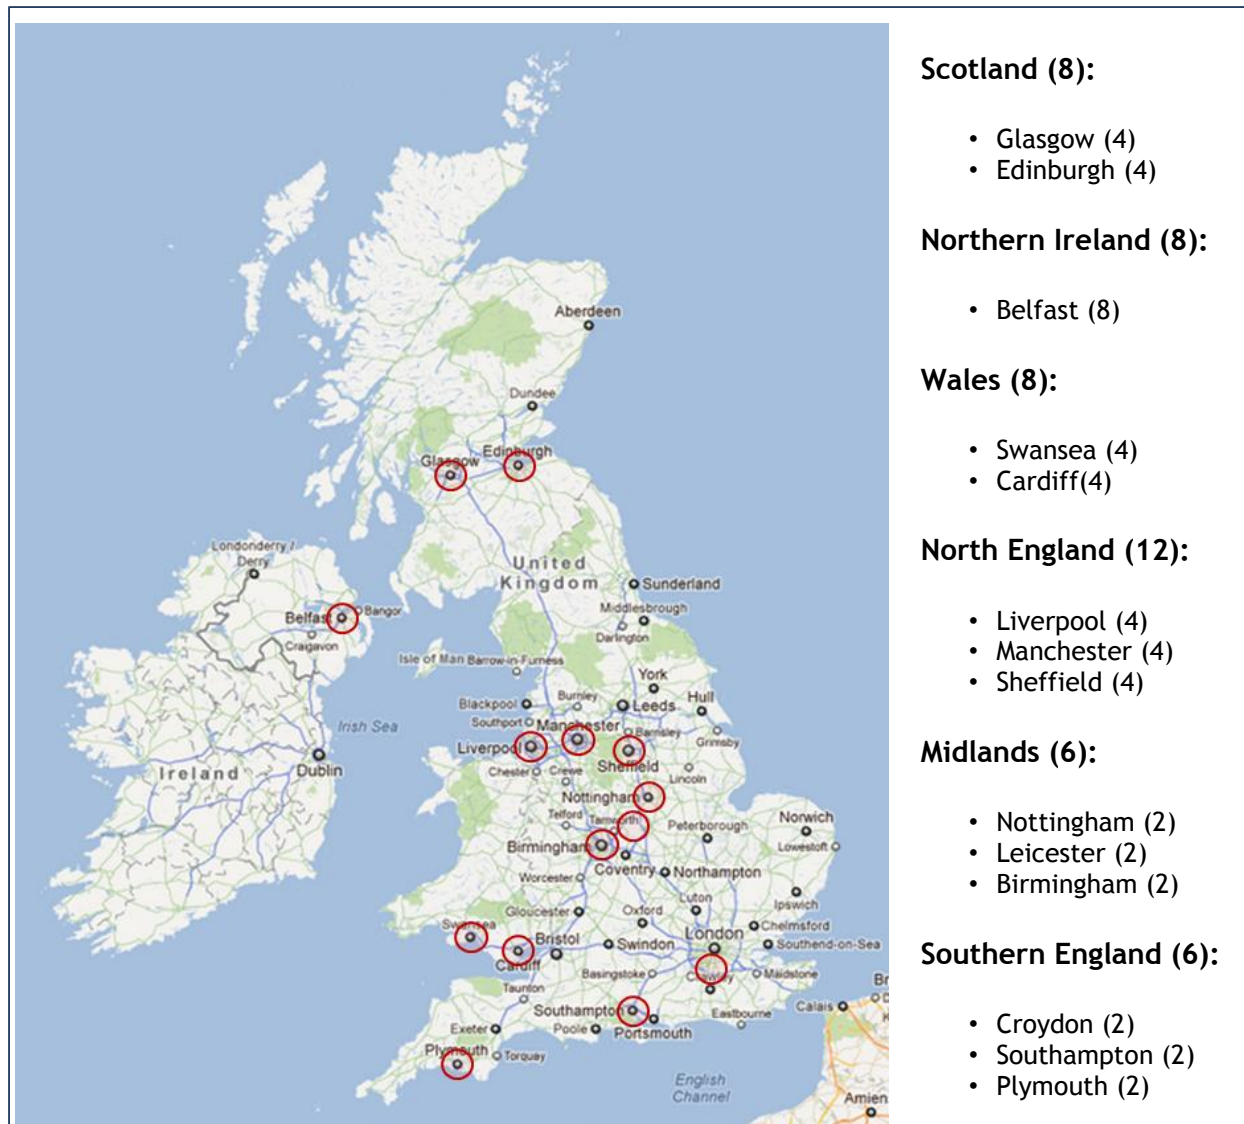 Scotland (8):
• Glasgow (4)
• Edinburgh (4)
Northern Ireland (8):
• Belfast (8)
Wales (8):
• Swansea (4)
• Cardiff(4)
North England (12):
• Liverpool (4)
• Manchester (4)
• Sheffield (4)
Midlands (6):
• Nottingham (2)
• Leicester (2)
• Birmingham (2)
Southern England (6):
• Croydon (2)
• Southampton (2)
• Plymouth (2)
Aberdeen
Dundee
Edinburgh
Glasgow
Londonderry /
Derry
United
Kingdom
Sunderland
Middlesbrough
Belfast
Bangor
Darlington
Craigavon
Isle of Man
Barrow-in-Furness
York
Burnley
Hull
Blackpool
Leeds
Southport
Manchester
Barnsley
Irish Sea
Grimsby
Liverpool
Sheffield
Ireland
Dublin
Chester
Crewe
Lincoln
Nottingham
Telford
Tamworth
Peterborough
Norwich
Birmingham
Lowestoft
Coventry
Northampton
Worcester
Ipswich
Gloucester
Oxford
Luton
Chelmsford
Swansea
Bristol
Swindon
London
Southend-on-Sea
Cardiff
Basingstoke
Crawley
Maidstone
Taunton
Br
Southampton
Calais
D
Exeter
Poole
Portsmouth
Eastbourne
K
Plymouth
Torquay
English
Channel
Amien